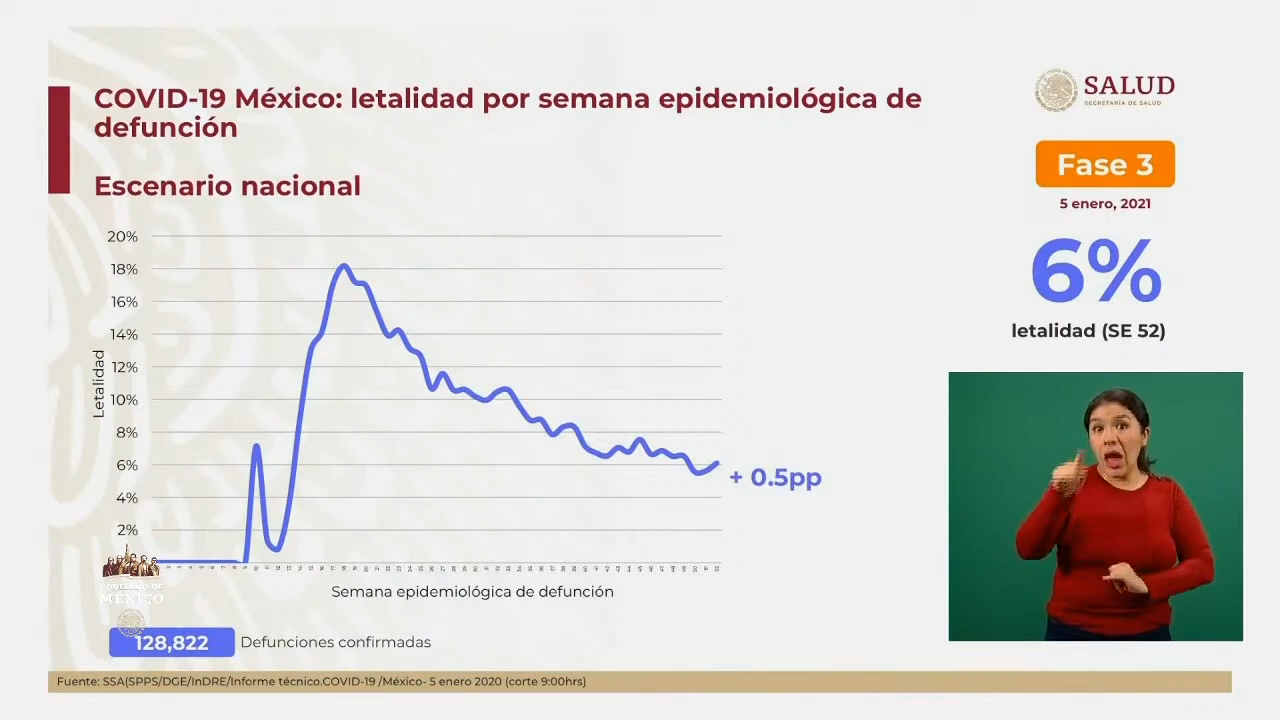 COVID-19 México: letalidad por semana epidemiológica de
defunción
Escenario nacional
SALUD
SECRETARÍA DE SALUD
Fase 3
5 enero, 2021
6%
letalidad (SE 52)
20%
18%
16%
14%
12%
10%
8%
6%
4%
2%
Letalidad
+ 0.5pp
Semana epidemiológica de defunción
MÉXICO
128,822 Defunciones confirmadas
Fuente: SSA(SPPS/DGE/InDRE/Informe técnico.COVID-19 /México- 5 enero 2020 (corte 9:00hrs)